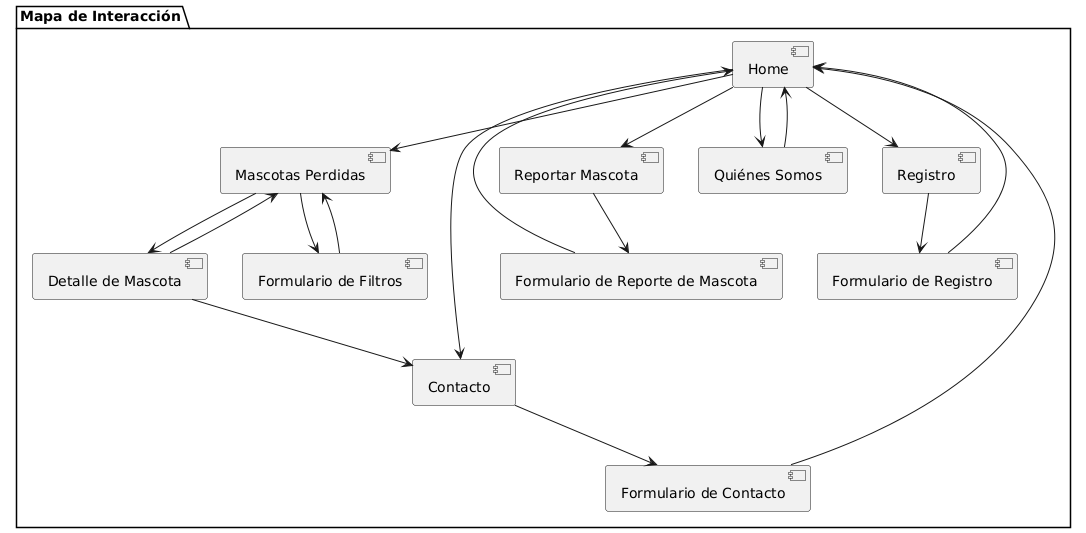 Mapa de Interacción
Home
Mascotas Perdidas
Reportar Mascota
Quiénes Somos
Registro
Detalle de Mascota
Formulario de Filtros
Formulario de Reporte de Mascota
Formulario de Registro
Contacto
Formulario de Contacto